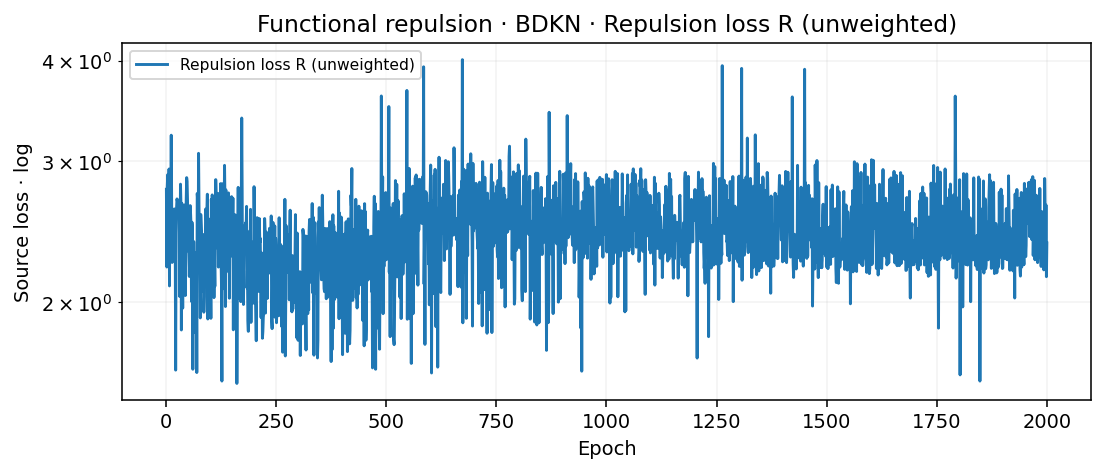 Functional repulsion · BDKN · Repulsion loss R (unweighted)
Repulsion loss R (unweighted)
Source loss · log
4 × 10⁰
3 × 10⁰
2 × 10⁰
0 250 500 750 1000 1250 1500 1750 2000
Epoch